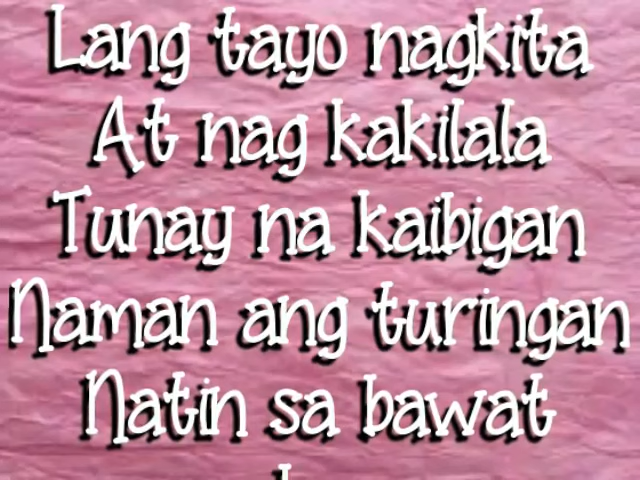 Lang tayo nagkita
At nag kakilala
Tunay na kaibigan
Naman ang turingan
Natin sa bawat